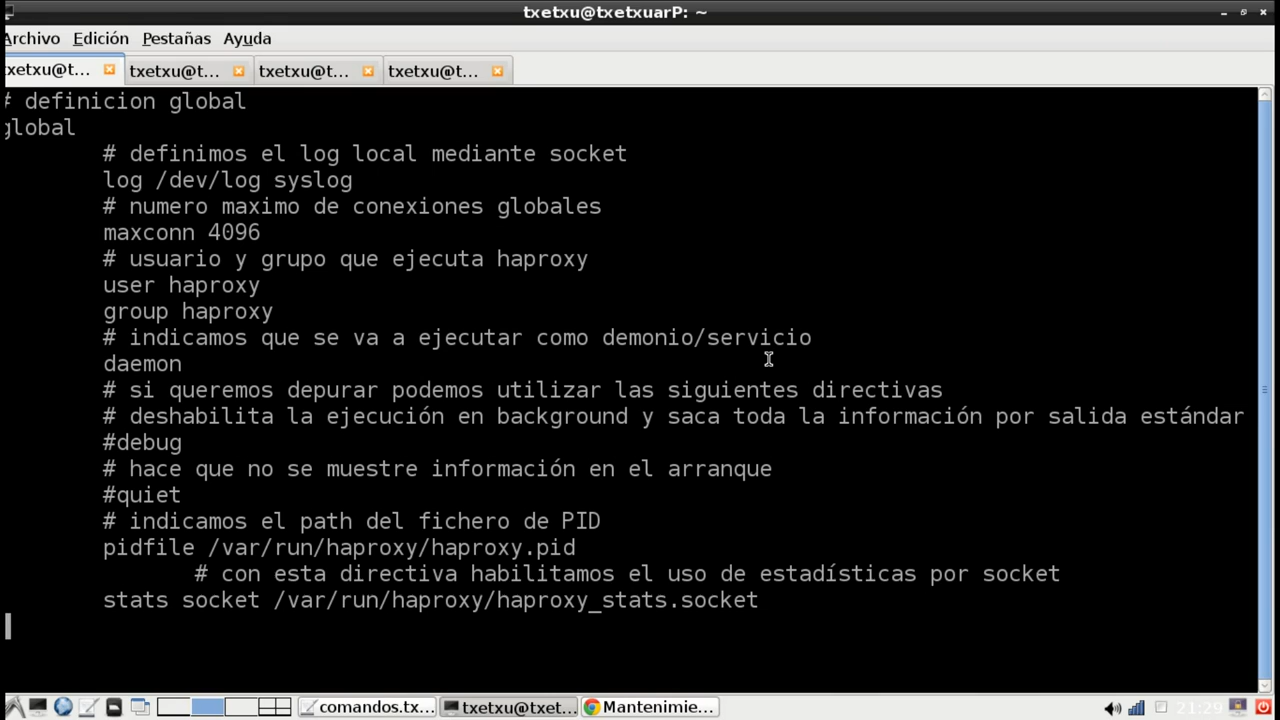 txetxu@txetxuarP: ~
Archivo Edición Pestañas Ayuda
txetxu@t... txetxu@t... txetxu@t... txetxu@t...
# definicion global
global
# definimos el log local mediante socket
log /dev/log syslog
# numero maximo de conexiones globales
maxconn 4096
# usuario y grupo que ejecuta haproxy
user haproxy
group haproxy
# indicamos que se va a ejecutar como demonio/servicio
daemon
# si queremos depurar podemos utilizar las siguientes directivas
# deshabilita la ejecución en background y saca toda la información por salida estándar
#debug
# hace que no se muestre información en el arranque
#quiet
# indicamos el path del fichero de PID
pidfile /var/run/haproxy/haproxy.pid
# con esta directiva habilitamos el uso de estadísticas por socket
stats socket /var/run/haproxy/haproxy_stats.socket
comandos.tx... txetxu@txet... Mantenimie... 21:29